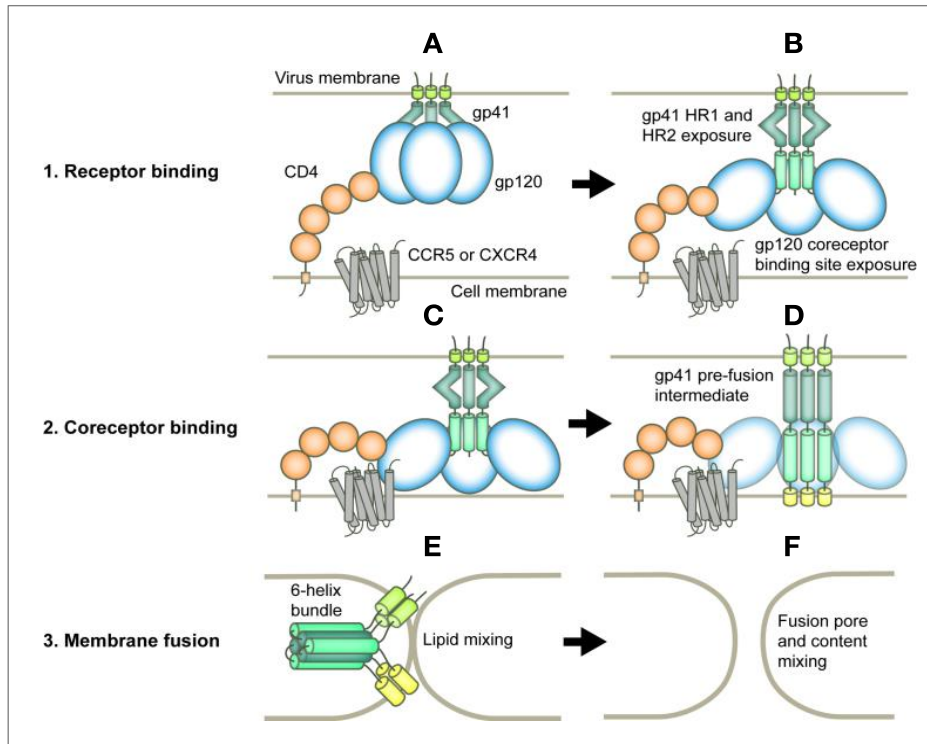 A
B
Virus membrane
gp41
gp41 HR1 and
HR2 exposure
1. Receptor binding
CD4
gp120
CCR5 or CXCR4
gp120 coreceptor
binding site exposure
Cell membrane
C
D
gp41 pre-fusion
intermediate
2. Coreceptor binding
E
F
6-helix
bundle
3. Membrane fusion
Lipid mixing
Fusion pore
and content
mixing